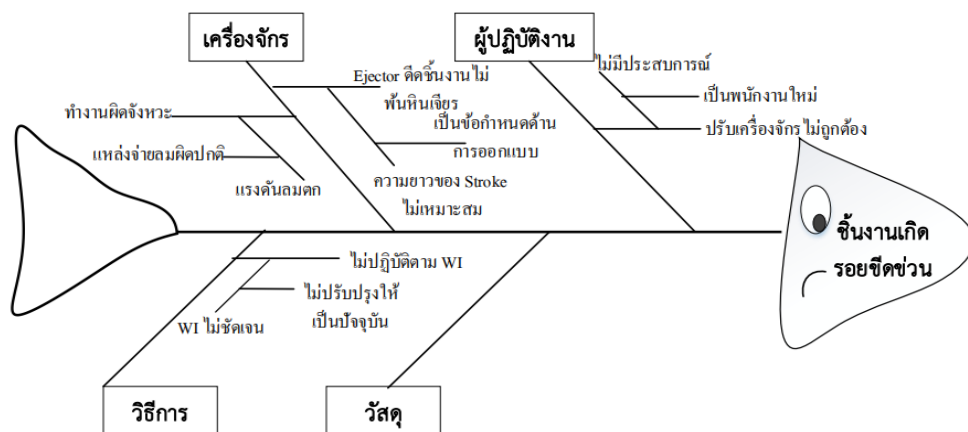 เครื่องจักร
ผู้ปฏิบัติงาน
Ejector ดีดชิ้นงานไม่
พ้นหินเจียร
ทำงานผิดจังหวะ
เป็นข้อกำหนดด้าน
การออกแบบ
แหล่งจ่ายลมผิดปกติ
แรงดันลมตก
ความยาวของ Stroke
ไม่เหมาะสม
ไม่มีประสบการณ์
เป็นพนักงานใหม่
ปรับเครื่องจักรไม่ถูกต้อง
ชิ้นงานเกิด
รอยขีดข่วน
ไม่ปฏิบัติตาม WI
ไม่ปรับปรุงให้
เป็นปัจจุบัน
WI ไม่ชัดเจน
วิธีการ
วัสดุ